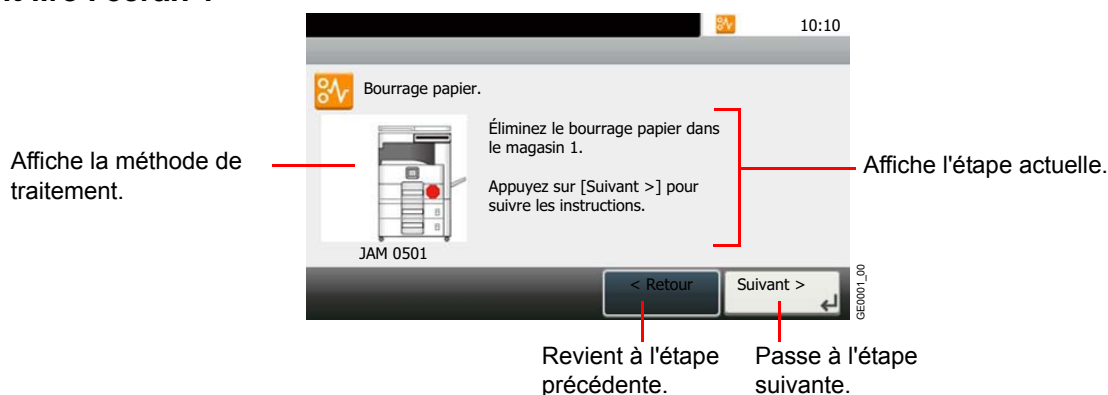 10:10
Bourrage papier.
Éliminez le bourrage papier dans
le magasin 1.
Appuyez sur [Suivant >] pour
suivre les instructions.
JAM 0501
Affiche la méthode de
traitement.
Affiche l'étape actuelle.
< Retour
Suivant >
GE0001_00
Revient à l'étape
précédente.
Passe à l'étape
suivante.